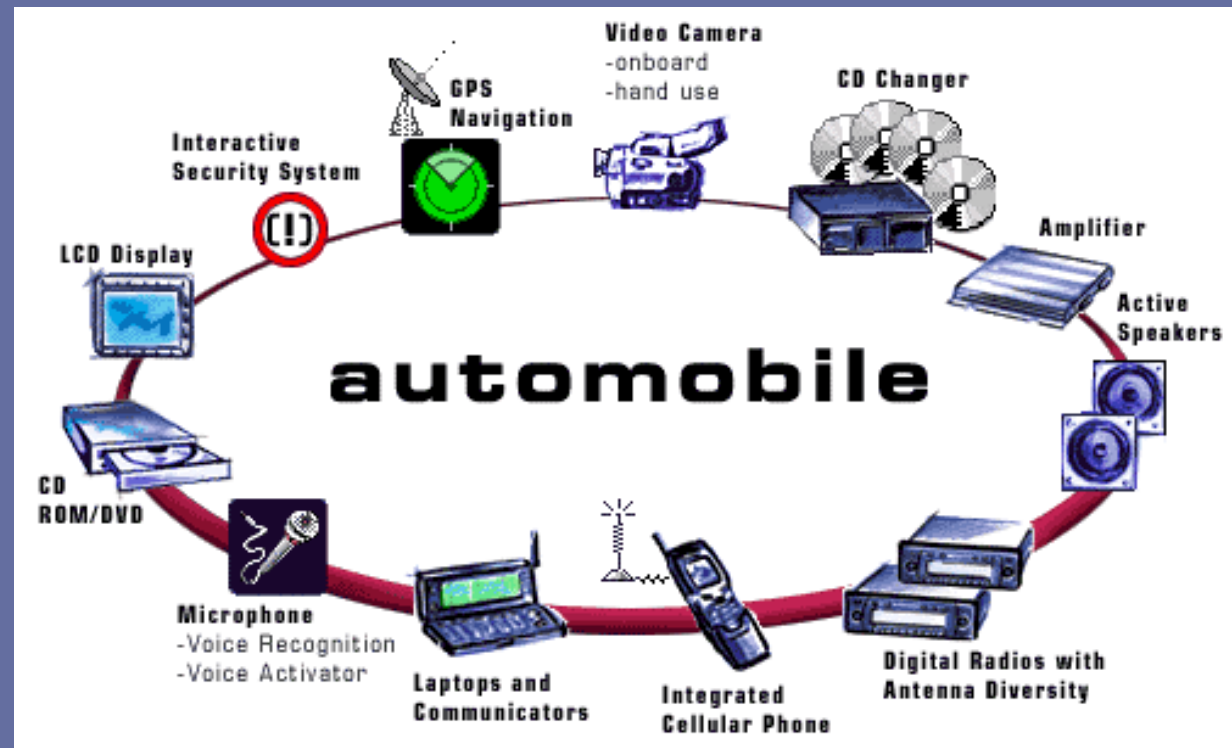 Video Camera
-onboard
-hand use
CD Changer
GPS
Navigation
Interactive
Security System
(!)
Amplifier
LCD Display
Active
Speakers
automobile
CD
ROM/DVD
Microphone
-Voice Recognition
-Voice Activator
Laptops and
Communicators
Integrated
Cellular Phone
Digital Radios with
Antenna Diversity